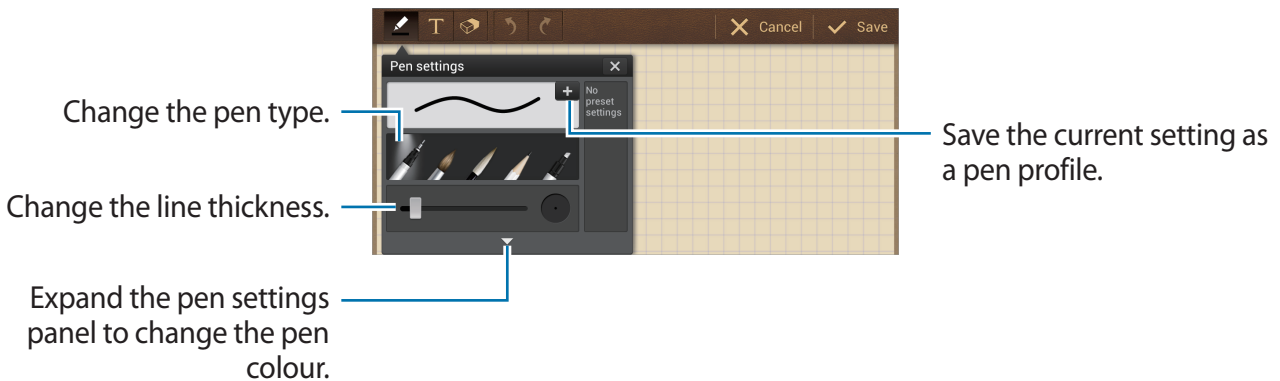 T
Cancel
Save
Pen settings
No
preset
settings
Change the pen type.
Save the current setting as
a pen profile.
Change the line thickness.
Expand the pen settings
panel to change the pen
colour.